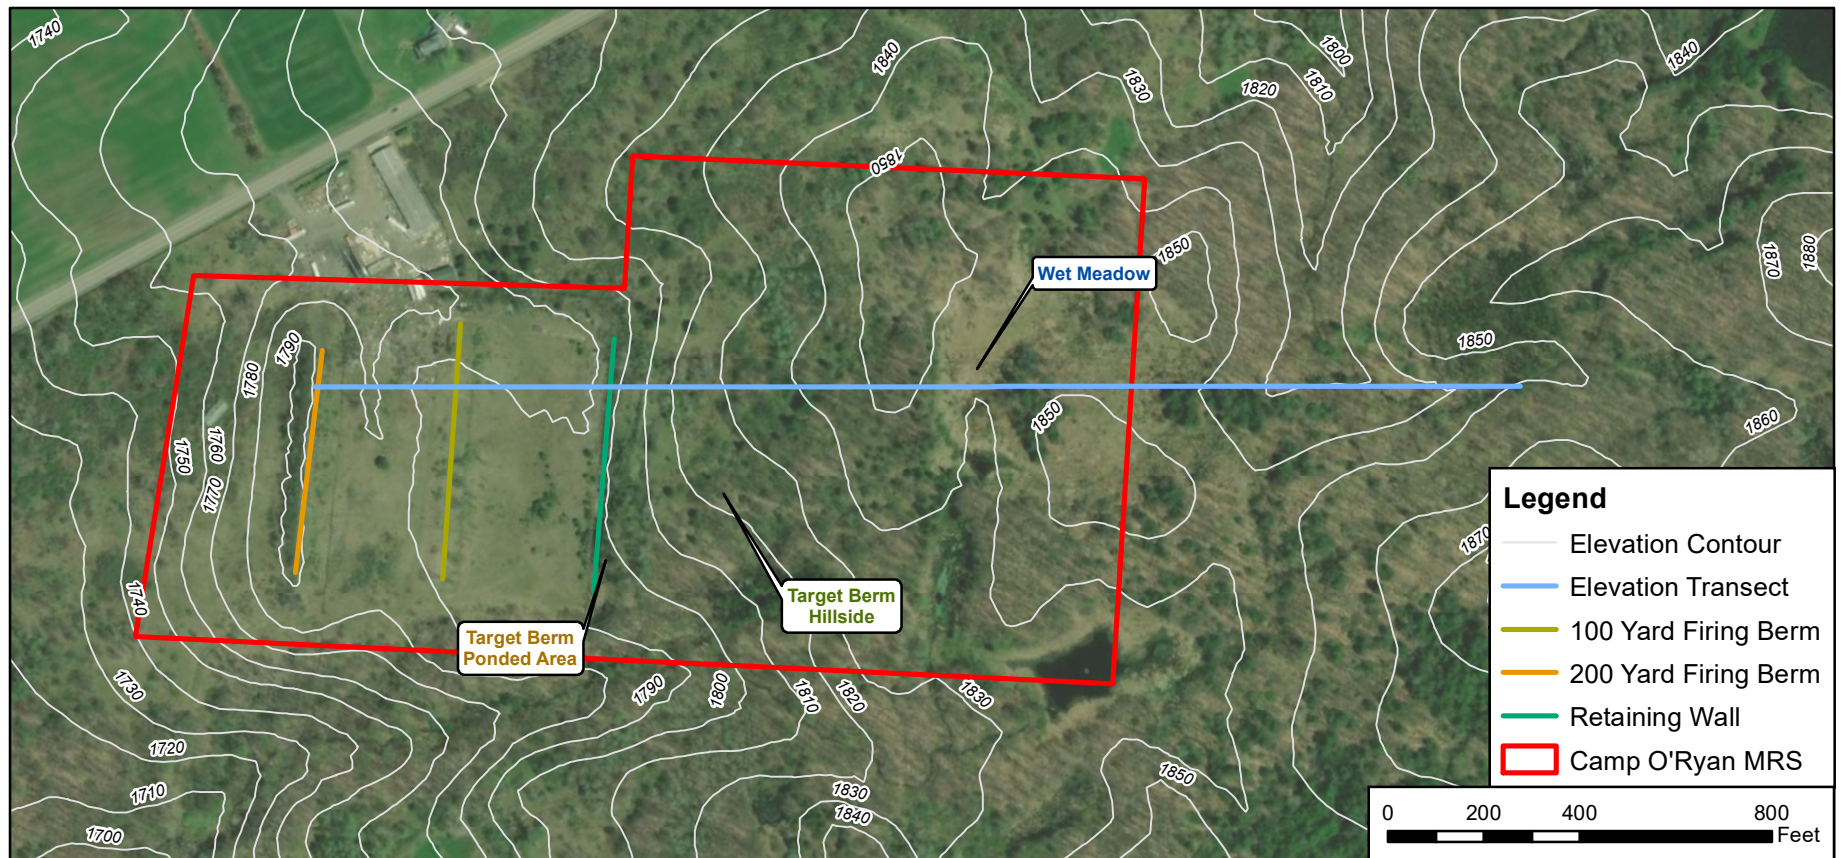 1740
1840
1800
1840
1830
1820
1810
1850
1850
1870
1880
Wet Meadow
1790
1780
1850
1860
1850
1750
1760
1770
1740
Target Berm
Hillside
Target Berm
Ponded Area
1730
1790
1800
1810
1820
1830
1720
1710
1700
1850
1830
1840
1870
Legend
Elevation Contour
Elevation Transect
100 Yard Firing Berm
200 Yard Firing Berm
Retaining Wall
Camp O'Ryan MRS
0 200 400 800
Feet